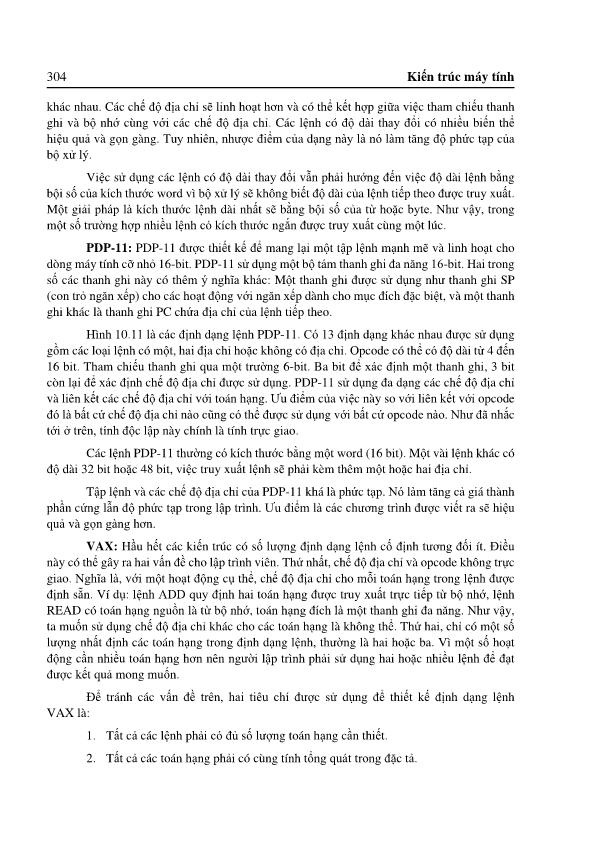 304 Kiến trúc máy tính
khác nhau. Các chế độ địa chỉ sẽ linh hoạt hơn và có thể kết hợp giữa việc tham chiếu thanh
ghi và bộ nhớ cùng với các chế độ địa chỉ. Các lệnh có độ dài thay đổi có nhiều biến thể
hiệu quả và gọn gàng. Tuy nhiên, nhược điểm của dạng này là nó làm tăng độ phức tạp của
bộ xử lý.
Việc sử dụng các lệnh có độ dài thay đổi vẫn phải hướng đến việc độ dài lệnh bằng
bội số của kích thước word vì bộ xử lý sẽ không biết độ dài của lệnh tiếp theo được truy xuất.
Một giải pháp là kích thước lệnh dài nhất sẽ bằng bội số của từ hoặc byte. Như vậy, trong
một số trường hợp nhiều lệnh có kích thước ngắn được truy xuất cùng một lúc.
PDP-11: PDP-11 được thiết kế để mang lại một tập lệnh mạnh mẽ và linh hoạt cho
dòng máy tính cỡ nhỏ 16-bit. PDP-11 sử dụng một bộ tám thanh ghi đa năng 16-bit. Hai trong
số các thanh ghi này có thêm ý nghĩa khác: Một thanh ghi được sử dụng như thanh ghi SP
(con trỏ ngăn xếp) cho các hoạt động với ngăn xếp dành cho mục đích đặc biệt, và một thanh
ghi khác là thanh ghi PC chứa địa chỉ của lệnh tiếp theo.
Hình 10.11 là các định dạng lệnh PDP-11. Có 13 định dạng khác nhau được sử dụng
gồm các loại lệnh có một, hai địa chỉ hoặc không có địa chỉ. Opcode có thể có độ dài từ 4 đến
16 bit. Tham chiếu thanh ghi qua một trường 6-bit. Ba bit để xác định một thanh ghi, 3 bit
còn lại để xác định chế độ địa chỉ được sử dụng. PDP-11 sử dụng đa dạng các chế độ địa chỉ
và liên kết các chế độ địa chỉ với toán hạng. Ưu điểm của việc này so với liên kết với opcode
đó là bất cứ chế độ địa chỉ nào cũng có thể được sử dụng với bất cứ opcode nào. Như đã nhắc
tới ở trên, tính độc lập này chính là tính trực giao.
Các lệnh PDP-11 thường có kích thước bằng một word (16 bit). Một vài lệnh khác có
độ dài 32 bit hoặc 48 bit, việc truy xuất lệnh sẽ phải kèm thêm một hoặc hai địa chỉ.
Tập lệnh và các chế độ địa chỉ của PDP-11 khá là phức tạp. Nó làm tăng cả giá thành
phần cứng lẫn độ phức tạp trong lập trình. Ưu điểm là các chương trình được viết ra sẽ hiệu
quả và gọn gàng hơn.
VAX: Hầu hết các kiến trúc có số lượng định dạng lệnh cố định tương đối ít. Điều
này có thể gây ra hai vấn đề cho lập trình viên. Thứ nhất, chế độ địa chỉ và opcode không trực
giao. Nghĩa là, với một hoạt động cụ thể, chế độ địa chỉ cho mỗi toán hạng trong lệnh được
định sẵn. Ví dụ: lệnh ADD quy định hai toán hạng được truy xuất trực tiếp từ bộ nhớ, lệnh
READ có toán hạng nguồn là từ bộ nhớ, toán hạng đích là một thanh ghi đa năng. Như vậy,
ta muốn sử dụng chế độ địa chỉ khác cho các toán hạng là không thể. Thứ hai, chỉ có một số
lượng nhất định các toán hạng trong định dạng lệnh, thường là hai hoặc ba. Vì một số hoạt
động cần nhiều toán hạng hơn nên người lập trình phải sử dụng hai hoặc nhiều lệnh để đạt
được kết quả mong muốn.
Để tránh các vấn đề trên, hai tiêu chí được sử dụng để thiết kế định dạng lệnh
VAX là:
1. Tất cả các lệnh phải có đủ số lượng toán hạng cần thiết.
2. Tất cả các toán hạng phải có cùng tính tổng quát trong đặc tả.